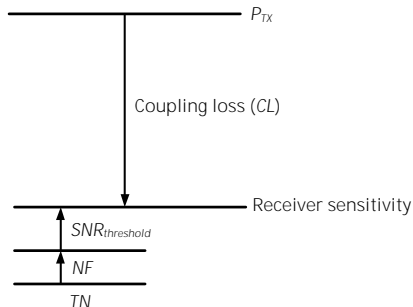 P_TX
Coupling loss (CL)
Receiver sensitivity
SNR_threshold
NF
TN